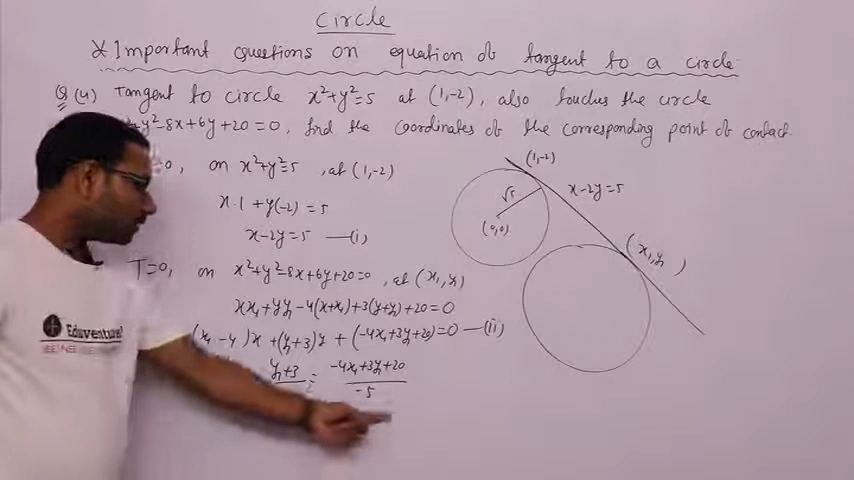 Circle
* Important questions on equation of tangent to a circle
Q (4) Tangent to circle x²+y²=5 at (1,-2), also touches the circle
y²-8x+6y+20=0, find the coordinates of the corresponding point of contact.
on x²+y²=5, at (1,-2)
x·1+y(-2)=5
x-2y=5 —(i)
T=0, on x²+y²-8x+6y+20=0, at (x₁,y₁)
xx₁+yy₁-4(x+x₁)+3(y+y₁)+20=0
(x₁-4)x+(y₁+3)y+(-4x₁+3y₁+20)=0 —(ii)
y₁+3 = -4x₁+3y₁+20
-5
(1,-2)
√5
x-2y=5
(0,0)
(x₁,y₁)
Eduventure!